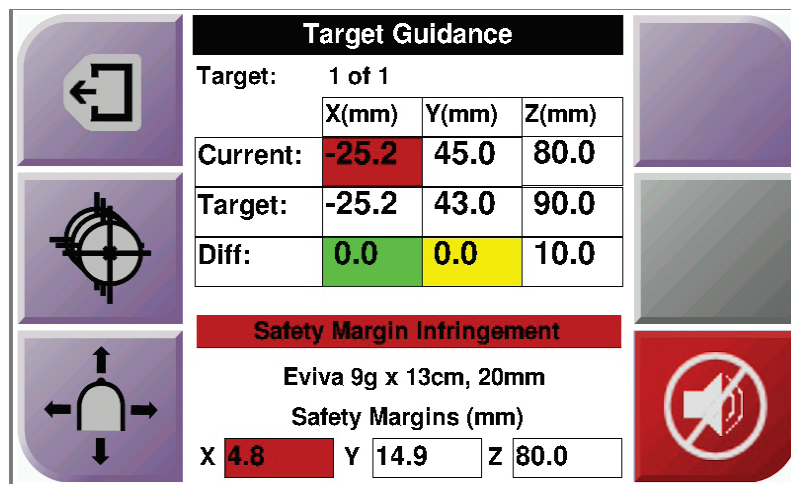 Target Guidance
Target: 1 of 1
X(mm) Y(mm) Z(mm)
Current: -25.2 45.0 80.0
Target: -25.2 43.0 90.0
Diff: 0.0 0.0 10.0
Safety Margin Infringement
Eviva 9g x 13cm, 20mm
Safety Margins (mm)
X 4.8 Y 14.9 Z 80.0